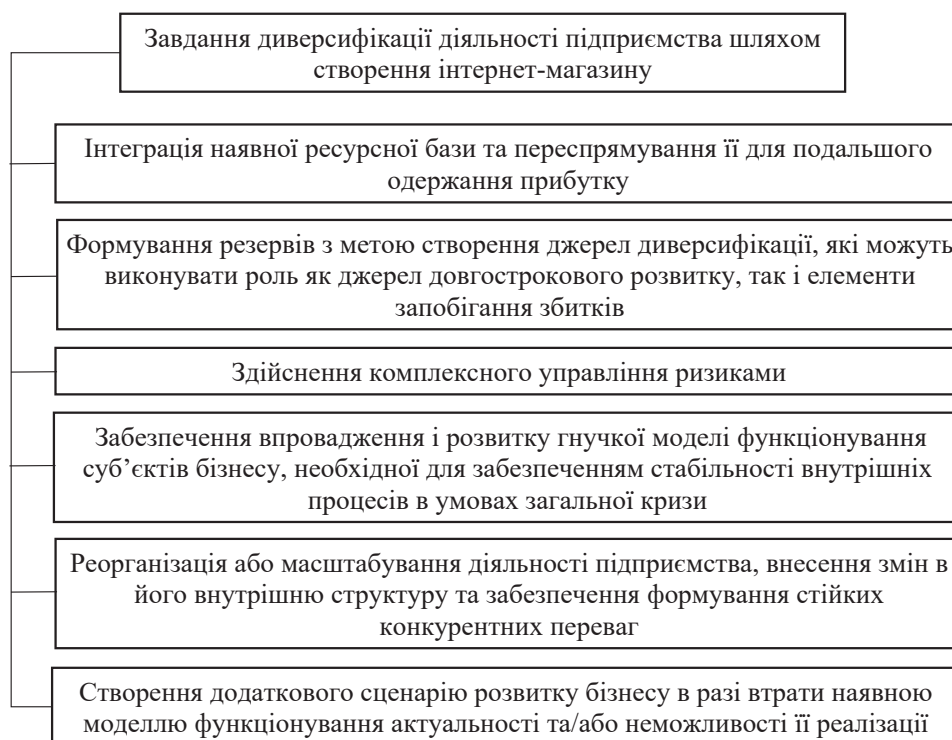 Завдання диверсифікації діяльності підприємства шляхом
створення інтернет-магазину
Інтеграція наявної ресурсної бази та переспрямування її для подальшого
одержання прибутку
Формування резервів з метою створення джерел диверсифікації, які можуть
виконувати роль як джерел довгострокового розвитку, так і елементи
запобігання збитків
Здійснення комплексного управління ризиками
Забезпечення впровадження і розвитку гнучкої моделі функціонування
суб’єктів бізнесу, необхідної для забезпеченням стабільності внутрішніх
процесів в умовах загальної кризи
Реорганізація або масштабування діяльності підприємства, внесення змін в
його внутрішню структуру та забезпечення формування стійких
конкурентних переваг
Створення додаткового сценарію розвитку бізнесу в разі втрати наявною
моделлю функціонування актуальності та/або неможливості її реалізації